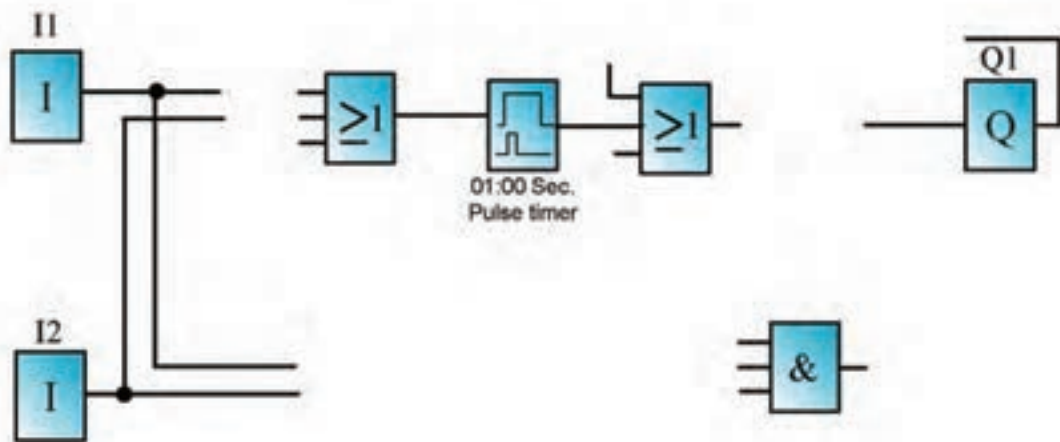 I1
I
≥1
01:00 Sec.
Pulse timer
≥1
Q1
Q
I2
I
&